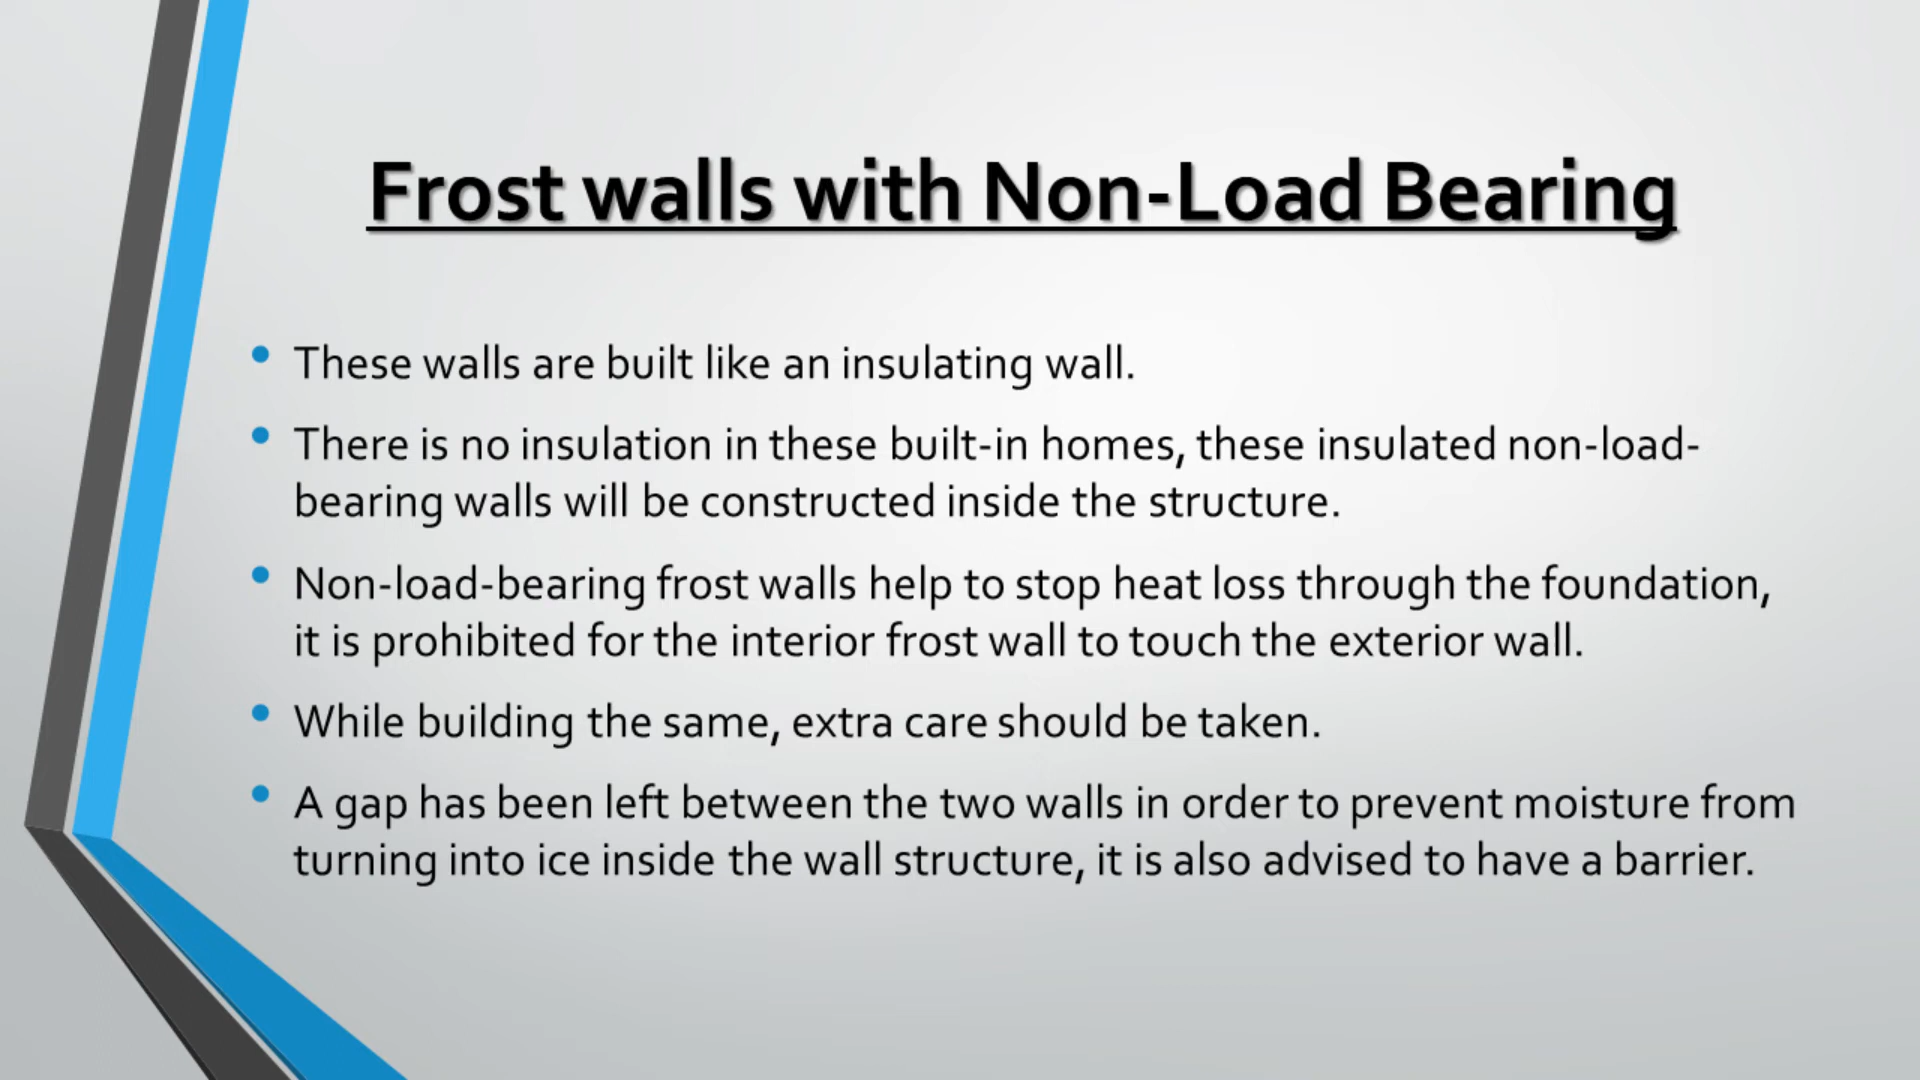 Frost walls with Non-Load Bearing
• These walls are built like an insulating wall.
• There is no insulation in these built-in homes, these insulated non-load-
bearing walls will be constructed inside the structure.
• Non-load-bearing frost walls help to stop heat loss through the foundation,
it is prohibited for the interior frost wall to touch the exterior wall.
• While building the same, extra care should be taken.
• A gap has been left between the two walls in order to prevent moisture from
turning into ice inside the wall structure, it is also advised to have a barrier.